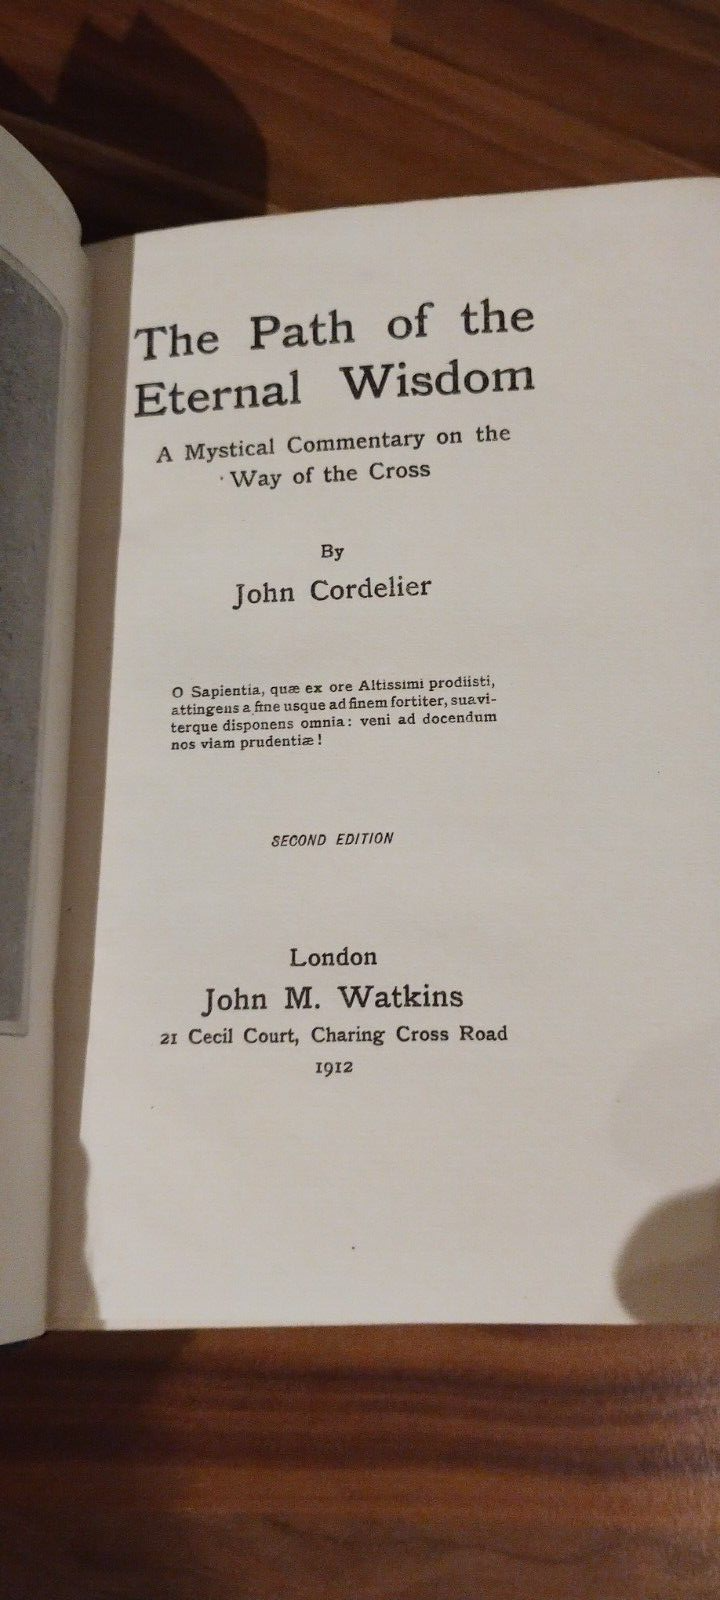 The Path of the
Eternal Wisdom
A Mystical Commentary on the
Way of the Cross
By
John Cordelier
O Sapientia, quæ ex ore Altissimi prodiisti,
attingens a fine usque ad finem fortiter, suavi-
terque disponens omnia: veni ad docendum
nos viam prudentiæ!
SECOND EDITION
London
John M. Watkins
21 Cecil Court, Charing Cross Road
1912